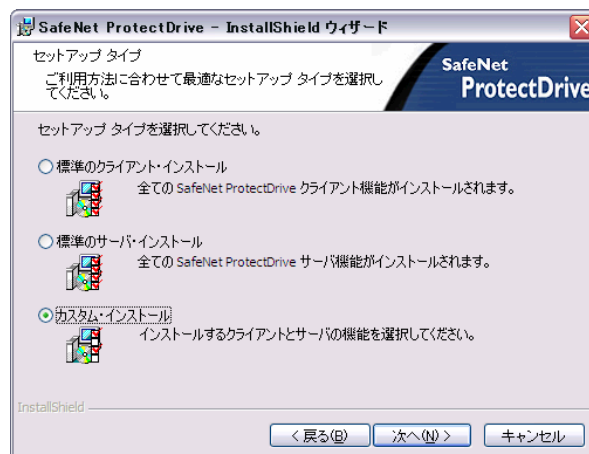 SafeNet ProtectDrive - InstallShield ウィザード
セットアップ タイプ
ご利用方法に合わせて最適なセットアップ タイプを選択し
てください。
SafeNet
ProtectDrive
セットアップ タイプを選択してください。
標準のクライアント・インストール
全ての SafeNet ProtectDrive クライアント機能がインストールされます。
標準のサーバ・インストール
全ての SafeNet ProtectDrive サーバ機能がインストールされます。
カスタム・インストール
インストールするクライアントとサーバの機能を選択してください。
InstallShield
< 戻る(B)
次へ(N) >
キャンセル